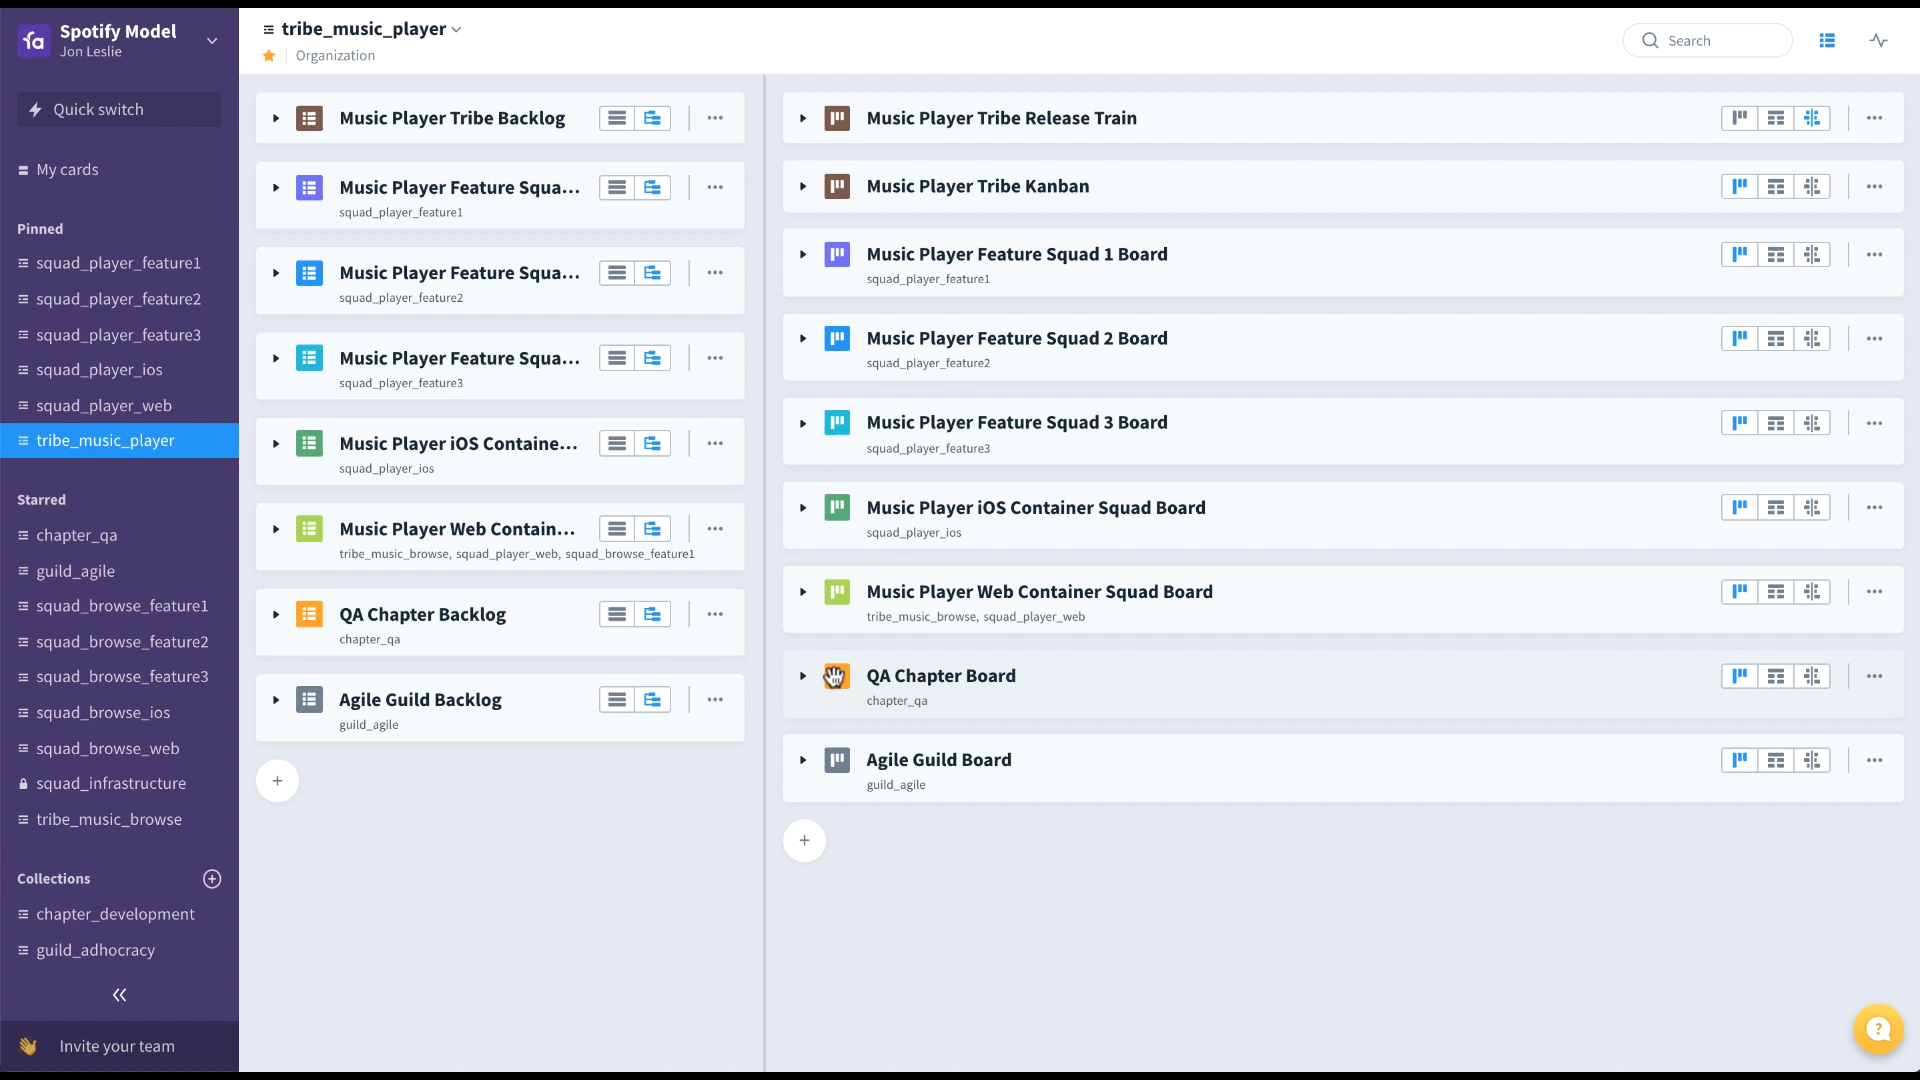 Spotify Model
Jon Leslie
Quick switch
My cards
Pinned
squad_player_feature1
squad_player_feature2
squad_player_feature3
squad_player_ios
squad_player_web
tribe_music_player
Starred
chapter_qa
guild_agile
squad_browse_feature1
squad_browse_feature2
squad_browse_feature3
squad_browse_ios
squad_browse_web
squad_infrastructure
tribe_music_browse
Collections
chapter_development
guild_adhocracy
Invite your team
tribe_music_player
Organization
Search
Music Player Tribe Backlog
Music Player Feature Squa...
squad_player_feature1
Music Player Feature Squa...
squad_player_feature2
Music Player Feature Squa...
squad_player_feature3
Music Player iOS Containe...
squad_player_ios
Music Player Web Contain...
tribe_music_browse, squad_player_web, squad_browse_feature1
QA Chapter Backlog
chapter_qa
Agile Guild Backlog
guild_agile
Music Player Tribe Release Train
Music Player Tribe Kanban
Music Player Feature Squad 1 Board
squad_player_feature1
Music Player Feature Squad 2 Board
squad_player_feature2
Music Player Feature Squad 3 Board
squad_player_feature3
Music Player iOS Container Squad Board
squad_player_ios
Music Player Web Container Squad Board
tribe_music_browse, squad_player_web
QA Chapter Board
chapter_qa
Agile Guild Board
guild_agile